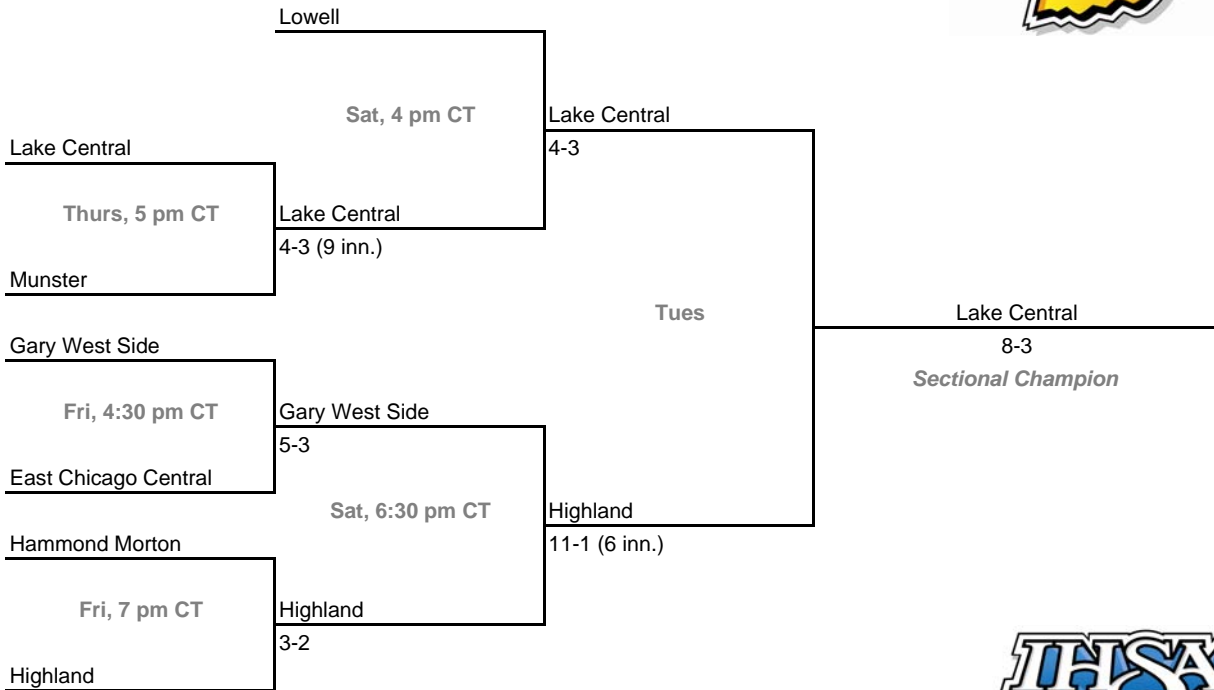 Lowell
Sat, 4 pm CT
Lake Central
Lake Central
4-3
Thurs, 5 pm CT
Lake Central
4-3 (9 inn.)
Munster
Tues
Lake Central
Gary West Side
8-3
Sectional Champion
Fri, 4:30 pm CT
Gary West Side
5-3
East Chicago Central
Sat, 6:30 pm CT
Highland
Hammond Morton
11-1 (6 inn.)
Fri, 7 pm CT
Highland
3-2
IHSA
Highland